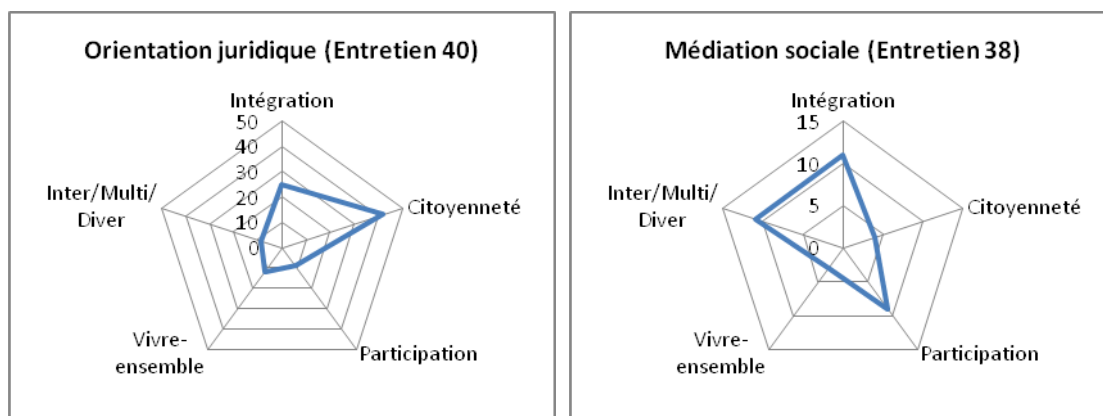 Orientation juridique (Entretien 40)
Intégration
50
40
30
20
10
0
Inter/Multi/
Diver
Citoyenneté
Vivre-
ensemble
Participation
Médiation sociale (Entretien 38)
Intégration
15
10
5
0
Inter/Multi/
Diver
Citoyenneté
Vivre-
ensemble
Participation